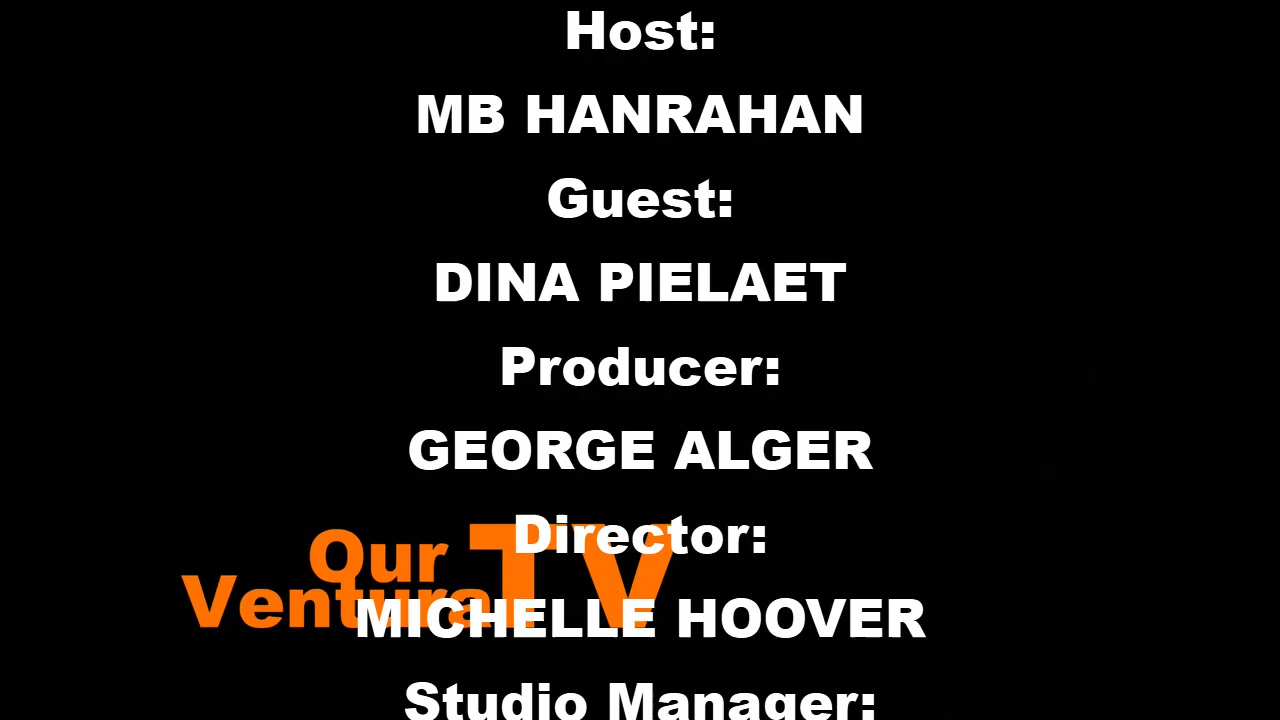 Host:
MB HANRAHAN
Guest:
DINA PIELAET
Producer:
GEORGE ALGER
Director:
Our
Ventura
TV
MICHELLE HOOVER
Studio Manager: